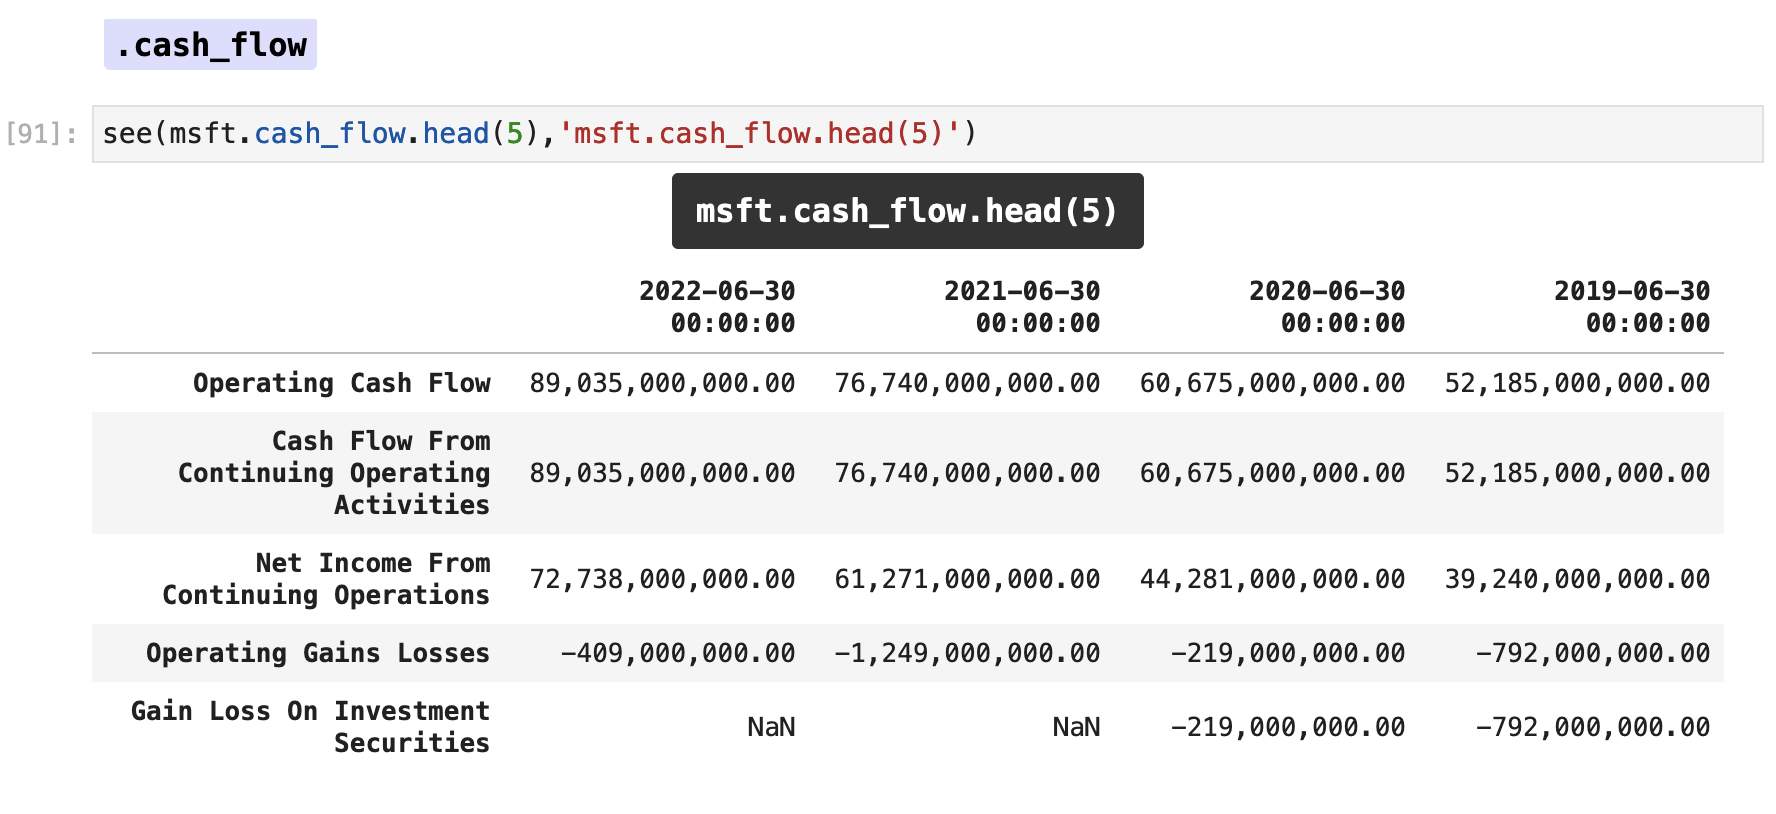 .cash_flow
[91]: see(msft.cash_flow.head(5),'msft.cash_flow.head(5)')
msft.cash_flow.head(5)
2022-06-30 2021-06-30 2020-06-30 2019-06-30
00:00:00 00:00:00 00:00:00 00:00:00
Operating Cash Flow 89,035,000,000.00 76,740,000,000.00 60,675,000,000.00 52,185,000,000.00
Cash Flow From
Continuing Operating 89,035,000,000.00 76,740,000,000.00 60,675,000,000.00 52,185,000,000.00
Activities
Net Income From
Continuing Operations 72,738,000,000.00 61,271,000,000.00 44,281,000,000.00 39,240,000,000.00
Operating Gains Losses -409,000,000.00 -1,249,000,000.00 -219,000,000.00 -792,000,000.00
Gain Loss On Investment
Securities NaN NaN -219,000,000.00 -792,000,000.00